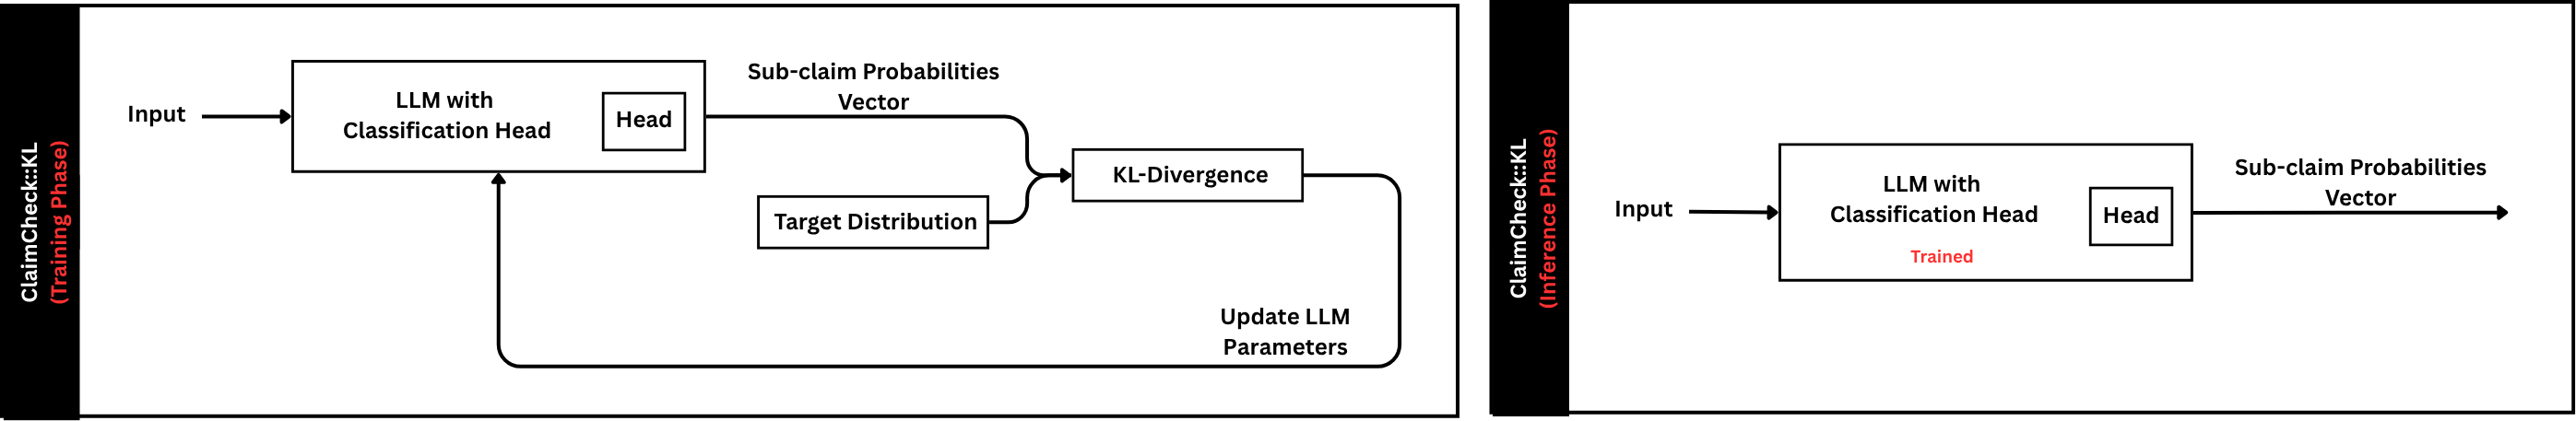 ClaimCheck::KL
(Training Phase)
Input
LLM with
Classification Head
Head
Sub-claim Probabilities
Vector
Target Distribution
KL-Divergence
Update LLM
Parameters
ClaimCheck::KL
(Inference Phase)
Input
LLM with
Classification Head
Trained
Head
Sub-claim Probabilities
Vector